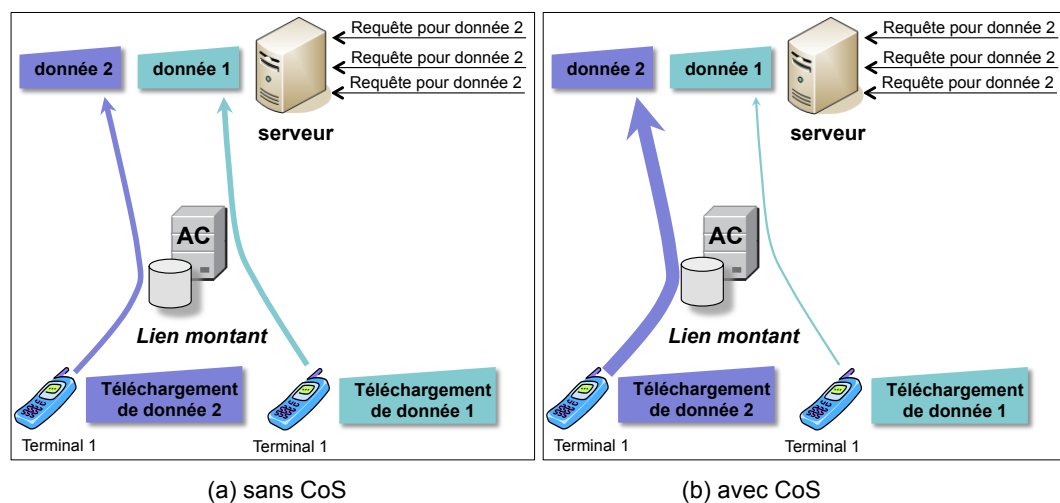 Requête pour donnée 2
Requête pour donnée 2
Requête pour donnée 2
donnée 2
donnée 1
serveur
AC
Lien montant
Téléchargement
de donnée 2
Téléchargement
de donnée 1
Terminal 1
Terminal 1
(a) sans CoS
Requête pour donnée 2
Requête pour donnée 2
Requête pour donnée 2
donnée 2
donnée 1
serveur
AC
Lien montant
Téléchargement
de donnée 2
Téléchargement
de donnée 1
Terminal 1
Terminal 1
(b) avec CoS